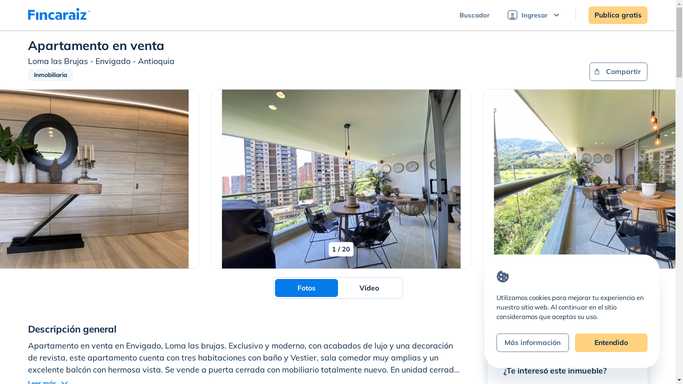 Fincaraiz
Buscador
Ingresar
Publica gratis
Apartamento en venta
Loma las Brujas - Envigado - Antioquia
Inmobiliaria
Compartir
1 / 20
Fotos
Video
Utilizamos cookies para mejorar tu experiencia en
nuestro sitio web. Al continuar en el sitio
consideramos que aceptas su uso.
Más información
Entendido
Descripción general
Apartamento en venta en Envigado, Loma las brujas. Exclusivo y moderno, con acabados de luja y una decoración
de revista, este apartamento cuenta con tres habitaciones con baño y Vestier, sala comedor muy amplias y un
excelente balcón con hermosa vista. Se vende a puerta cerrada con mobiliario totalmente nuevo. En unidad cerrad...
Leer más
¿Te interesó este inmueble?